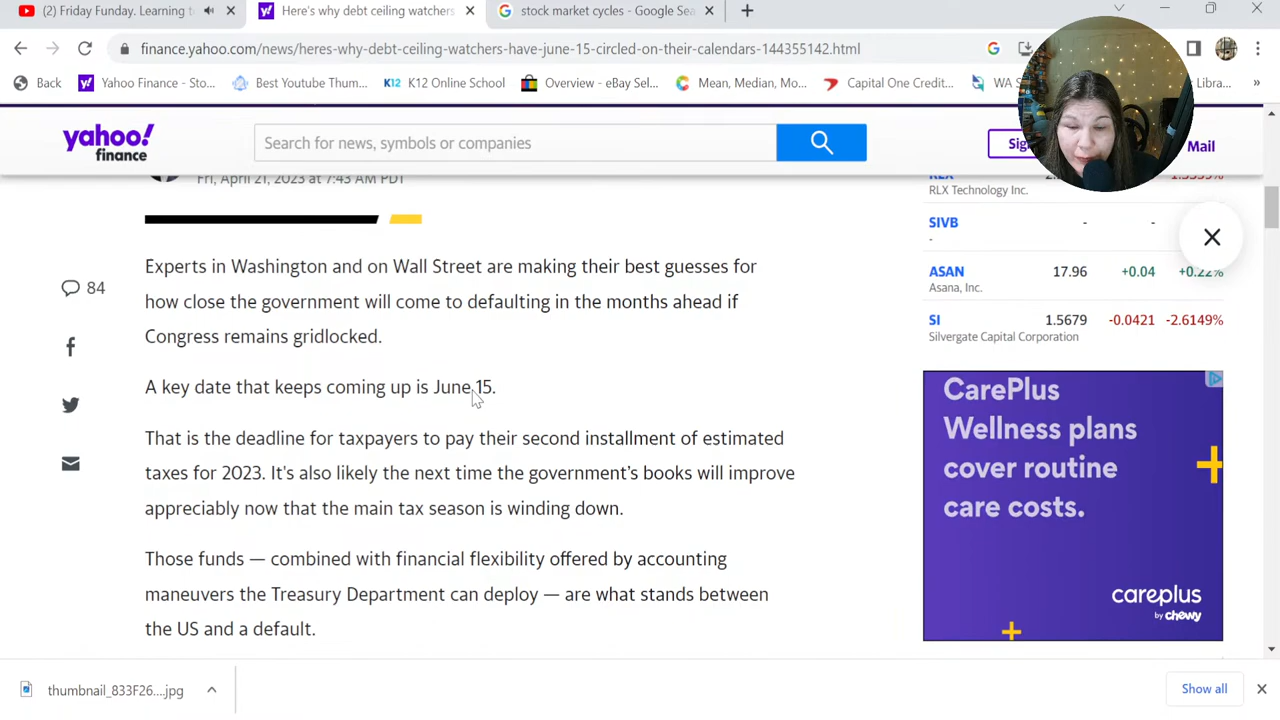 (2) Friday Funday. Learning t
Here's why debt ceiling watchers
stock market cycles - Google Sea
finance.yahoo.com/news/heres-why-debt-ceiling-watchers-have-june-15-circled-on-their-calendars-144355142.html
Back
Yahoo Finance - Sto...
Best Youtube Thum...
K12 K12 Online School
Overview - eBay Sel...
Mean, Median, Mo...
Capital One Credit...
WA S
Libra...
»
yahoo!
finance
Search for news, symbols or companies
Sig
Mail
Fri, April 21, 2023 at 7:43 AM PDT
84
Experts in Washington and on Wall Street are making their best guesses for
how close the government will come to defaulting in the months ahead if
Congress remains gridlocked.
A key date that keeps coming up is June 15.
That is the deadline for taxpayers to pay their second installment of estimated
taxes for 2023. It's also likely the next time the government's books will improve
appreciably now that the main tax season is winding down.
Those funds — combined with financial flexibility offered by accounting
maneuvers the Treasury Department can deploy — are what stands between
the US and a default.
RLX
RLX Technology Inc.
SIVB - -
-
ASAN 17.96 +0.04 +0.22%
Asana, Inc.
SI 1.5679 -0.0421 -2.6149%
Silvergate Capital Corporation
CarePlus
Wellness plans
cover routine
care costs.
careplus
by chewy
thumbnail_833F26....jpg
Show all